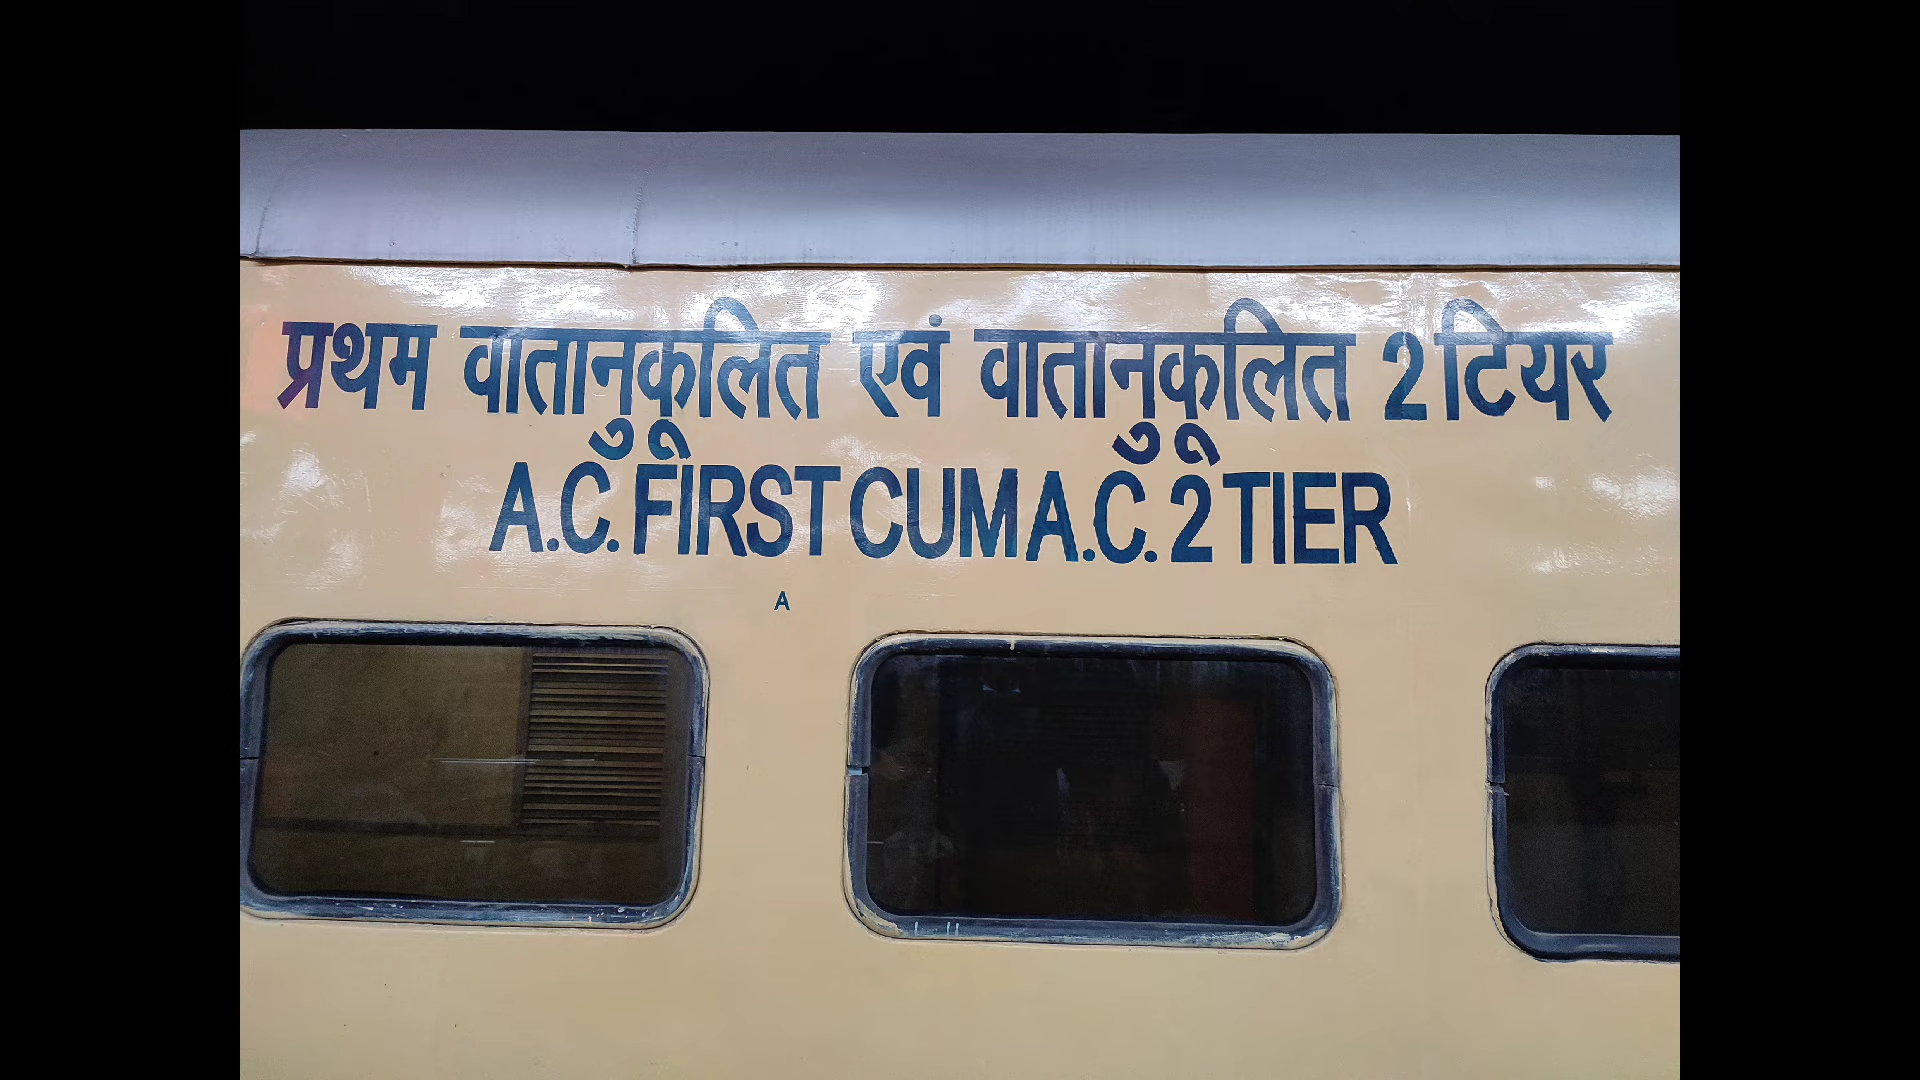 प्रथम वातानुकूलित एवं वातानुकूलित 2 टियर
A.C. FIRST CUM A.C. 2 TIER
A